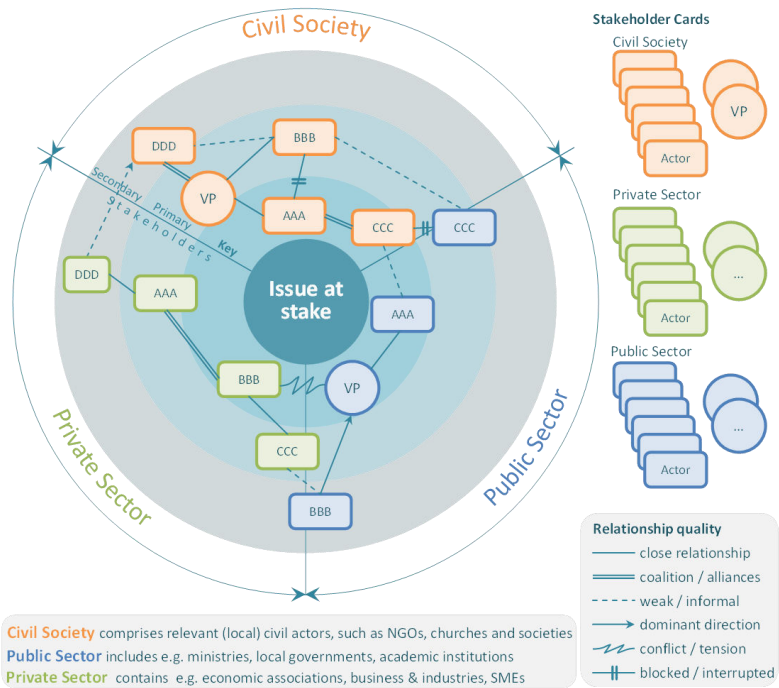 Civil Society
Stakeholder Cards
Civil Society
VP
Actor
Private Sector
...
Actor
Public Sector
...
Actor
DDD
BBB
VP
AAA
CCC
CCC
Secondary
Primary
Key
Stakeholders
Issue at
stake
DDD
AAA
AAA
BBB
VP
CCC
BBB
Private Sector
Public Sector
Relationship quality
close relationship
coalition / alliances
weak / informal
dominant direction
conflict / tension
blocked / interrupted
Civil Society comprises relevant (local) civil actors, such as NGOs, churches and societies
Public Sector includes e.g. ministries, local governments, academic institutions
Private Sector contains e.g. economic associations, business & industries, SMEs